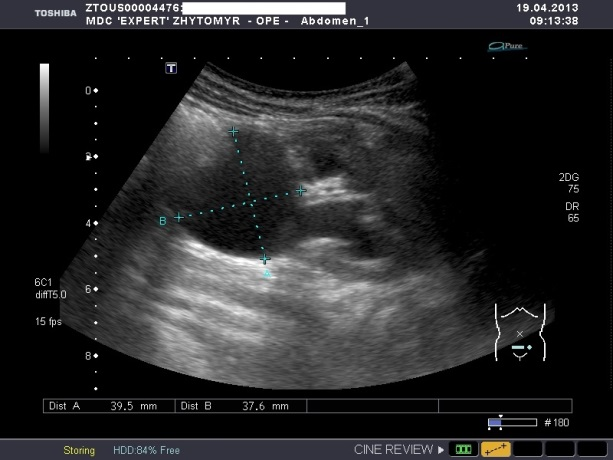 TOSHIBA
ZTOUS00004476:
19.04.2013
MDC 'EXPERT' ZHYTOMYR - OPE - Abdomen_1
09:13:38
aPure
T
0
2
4
6
8
B
A
2DG
75
DR
65
6C1
diffT5.0
15 fps
Dist A 39.5 mm
Dist B 37.6 mm
#180
Storing
HDD:84% Free
CINE REVIEW